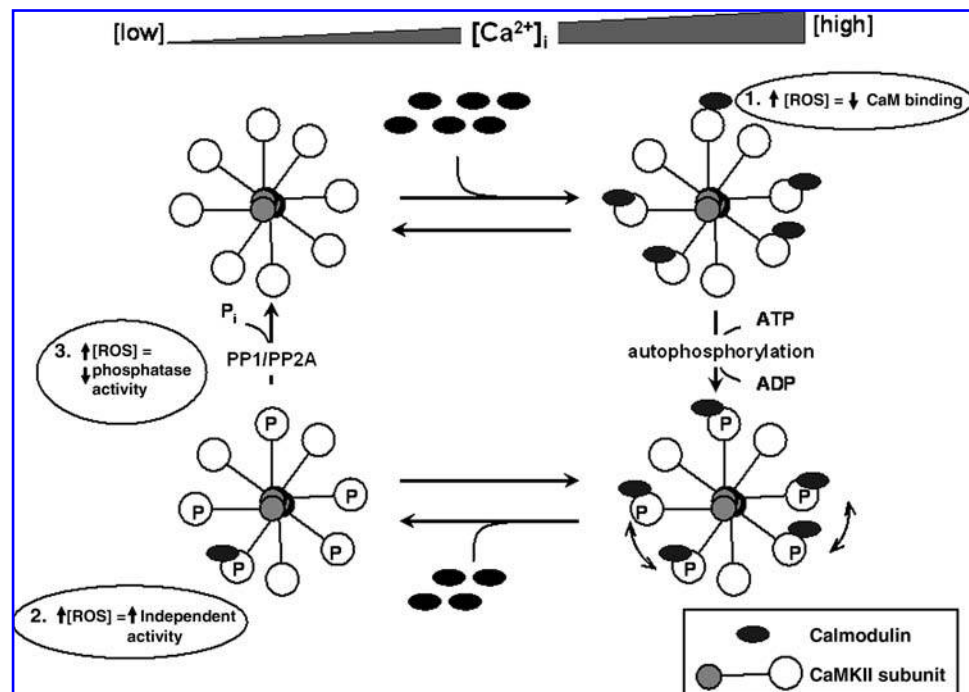 [low]
[Ca²⁺]ᵢ
[high]
1. ↑ [ROS] = ↓ CaM binding
Pᵢ
PP1/PP2A
3. ↑[ROS] =
↓ phosphatase
activity
ATP
autophosphorylation
ADP
P
P
P
P
P
P
P
P
P
P
2. ↑[ROS] = ↑ Independent
activity
Calmodulin
CaMKII subunit